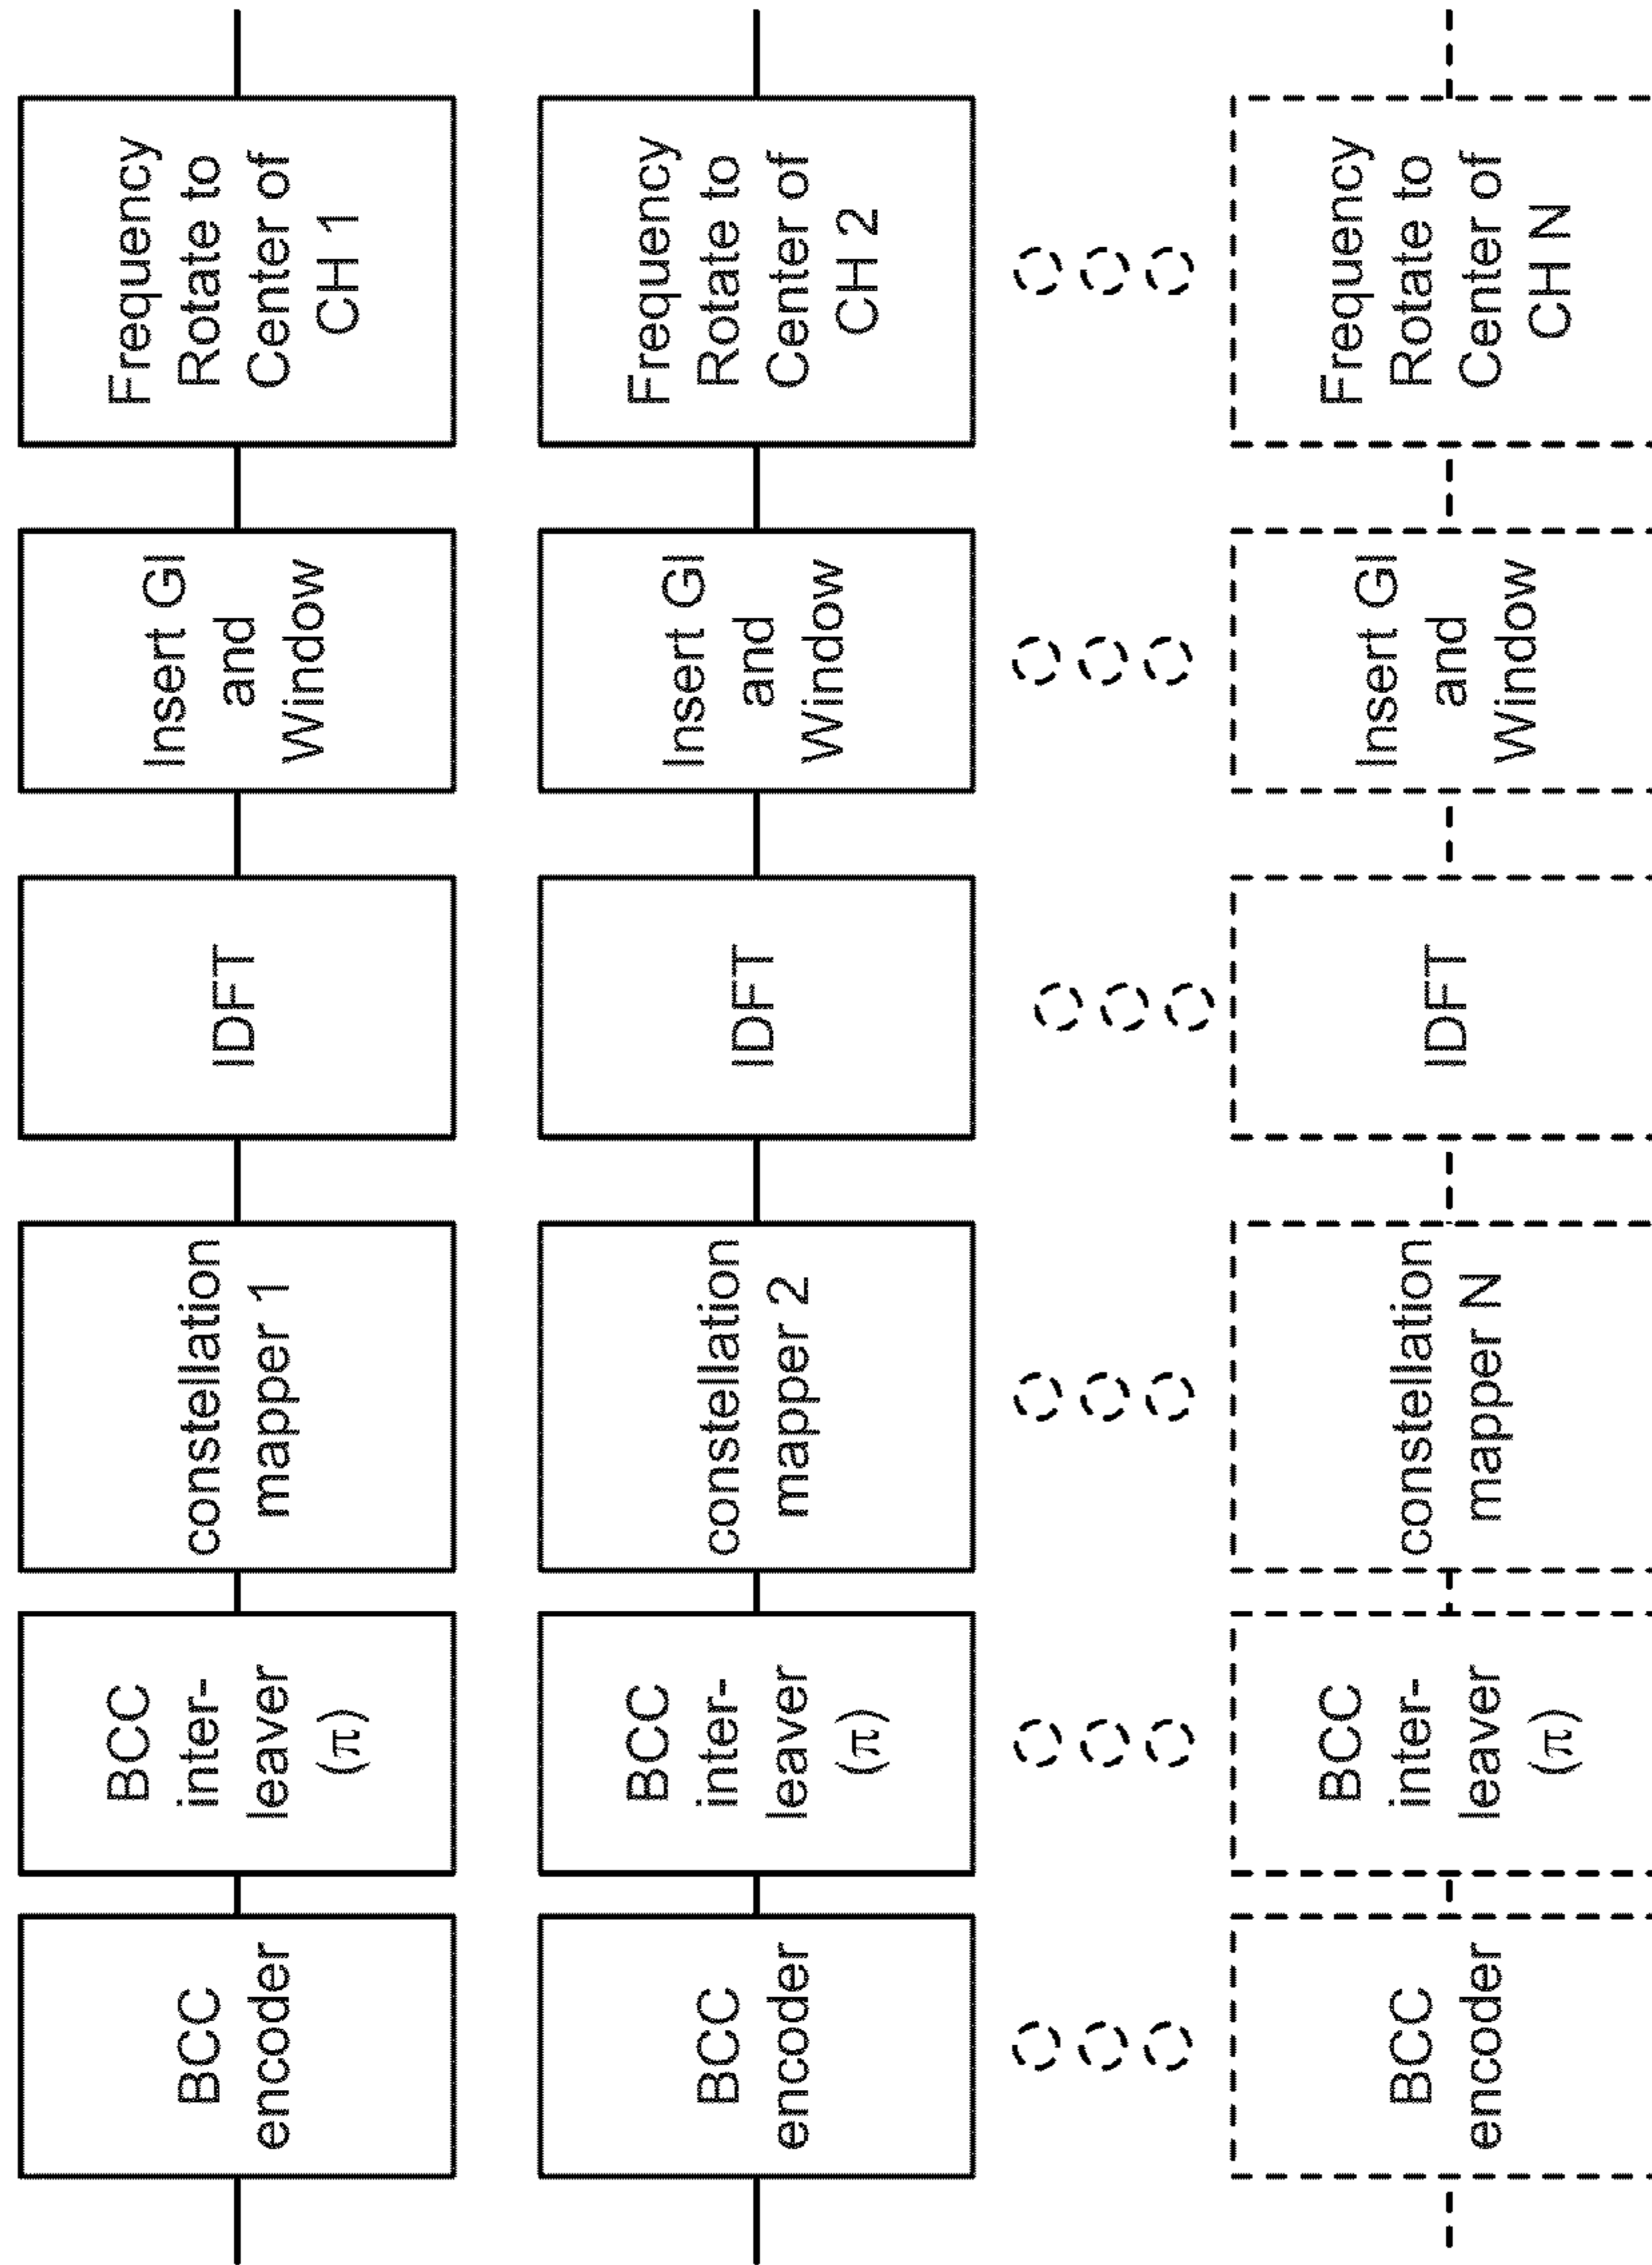 BCC
encoder
BCC
inter-
leaver
(π)
constellation
mapper 1
IDFT
Insert GI
and
Window
Frequency
Rotate to
Center of
CH 1
BCC
encoder
BCC
inter-
leaver
(π)
constellation
mapper 2
IDFT
Insert GI
and
Window
Frequency
Rotate to
Center of
CH 2
BCC
encoder
BCC
inter-
leaver
(π)
constellation
mapper N
IDFT
Insert GI
and
Window
Frequency
Rotate to
Center of
CH N